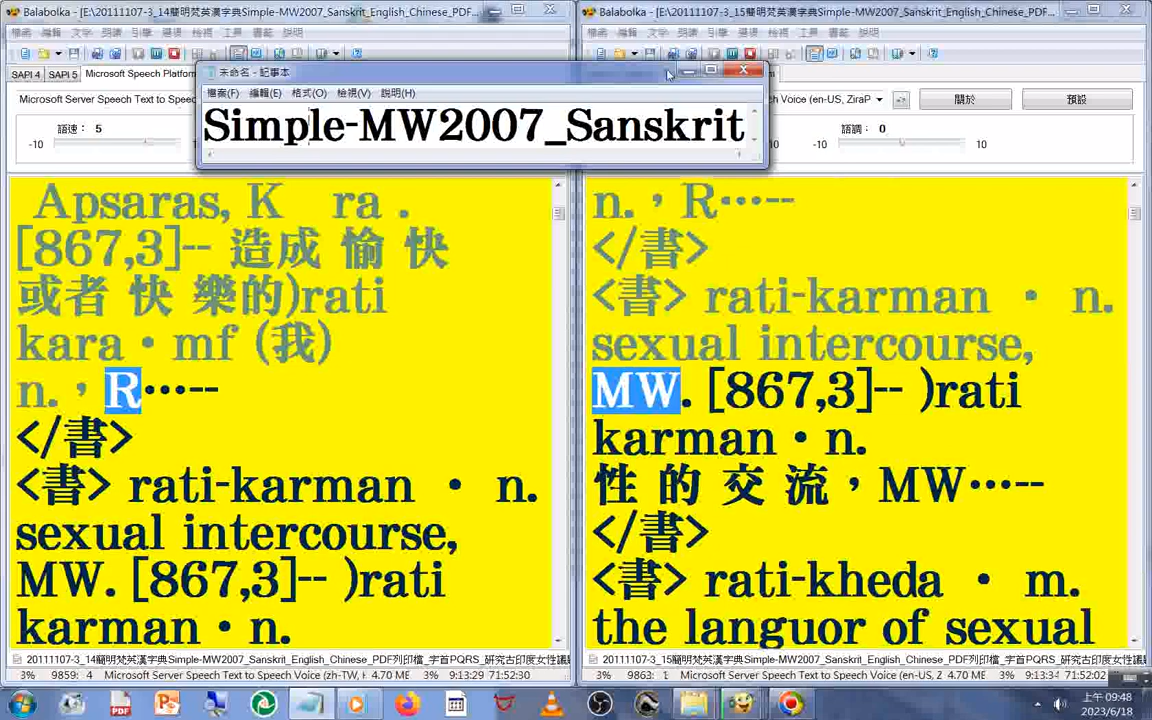 Balabolka - [E:\20111107-3_14簡明梵英漢字典Simple-MW2007_Sanskrit_English_Chinese_PDF...
Balabolka - [E:\20111107-3_15簡明梵英漢字典Simple-MW2007_Sanskrit_English_Chinese_PDF...
SAPI 4
SAPI 5
Microsoft Speech Platform
Microsoft Server Speech Text to Speech
語速： 5
-10
未命名 - 記事本
檔案(F) 編輯(E) 格式(O) 檢視(V) 說明(H)
Simple-MW2007_Sanskrit
Voice (en-US, ZiraP
關於
預設
語調： 0
-10
10
Apsaras, K ra .
[867,3]-- 造成 愉 快
或者 快 樂的)rati
kara・mf (我)
n.，R…--
</書>
<書> rati-karman ・ n.
sexual intercourse,
MW. [867,3]-- )rati
karman・n.
n.，R…--
</書>
<書> rati-karman ・ n.
sexual intercourse,
MW. [867,3]-- )rati
karman・n.
性 的 交 流，MW…--
</書>
<書> rati-kheda ・ m.
the languor of sexual
20111107-3_14簡明梵英漢字典Simple-MW2007_Sanskrit_English_Chinese_PDF列印檔_字首PQRS_研究古印度女性議
20111107-3_15簡明梵英漢字典Simple-MW2007_Sanskrit_English_Chinese_PDF列印檔_字首PQRS_研究古印度女性議
3% 9859: 4 Microsoft Server Speech Text to Speech Voice (zh-TW, H 4.70 ME 3% 9:13:29 71:52:30
3% 9863: 1 Microsoft Server Speech Text to Speech Voice (en-US, Z 4.70 ME 3% 9:13:34 71:52:02
上午 09:48
2023/6/18